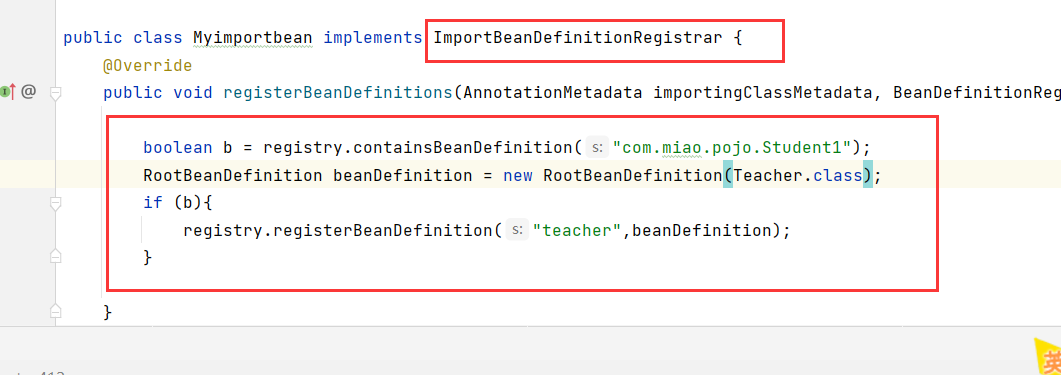 public class Myimportbean implements ImportBeanDefinitionRegistrar {
@Override
public void registerBeanDefinitions(AnnotationMetadata importingClassMetadata, BeanDefinitionReg
boolean b = registry.containsBeanDefinition( s: "com.miao.pojo.Student1");
RootBeanDefinition beanDefinition = new RootBeanDefinition(Teacher.class);
if (b){
registry.registerBeanDefinition( s: "teacher",beanDefinition);
}
}
英